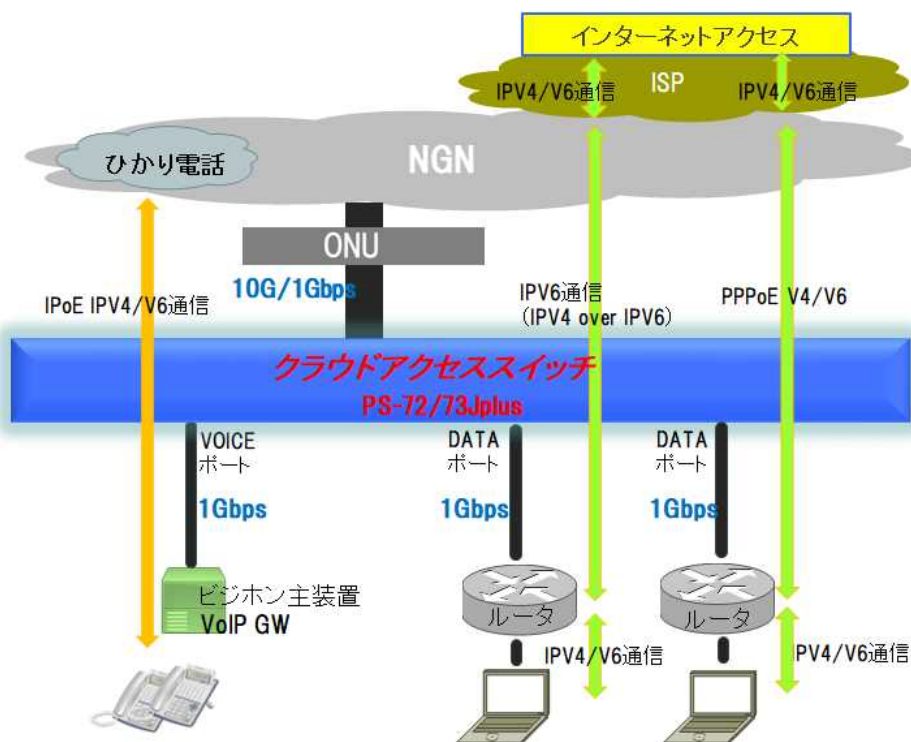 インターネットアクセス
ISP
IPV4/V6通信
IPV4/V6通信
NGN
ひかり電話
ONU
10G/1Gbps
IPoE IPV4/V6通信
IPV6通信
(IPV4 over IPV6)
PPPoE V4/V6
クラウドアクセススイッチ
PS-72/73Jplus
VOICE
ポート
DATA
ポート
DATA
ポート
1Gbps
1Gbps
1Gbps
ビジホン主装置
VoIP GW
ルータ
ルータ
IPV4/V6通信
IPV4/V6通信